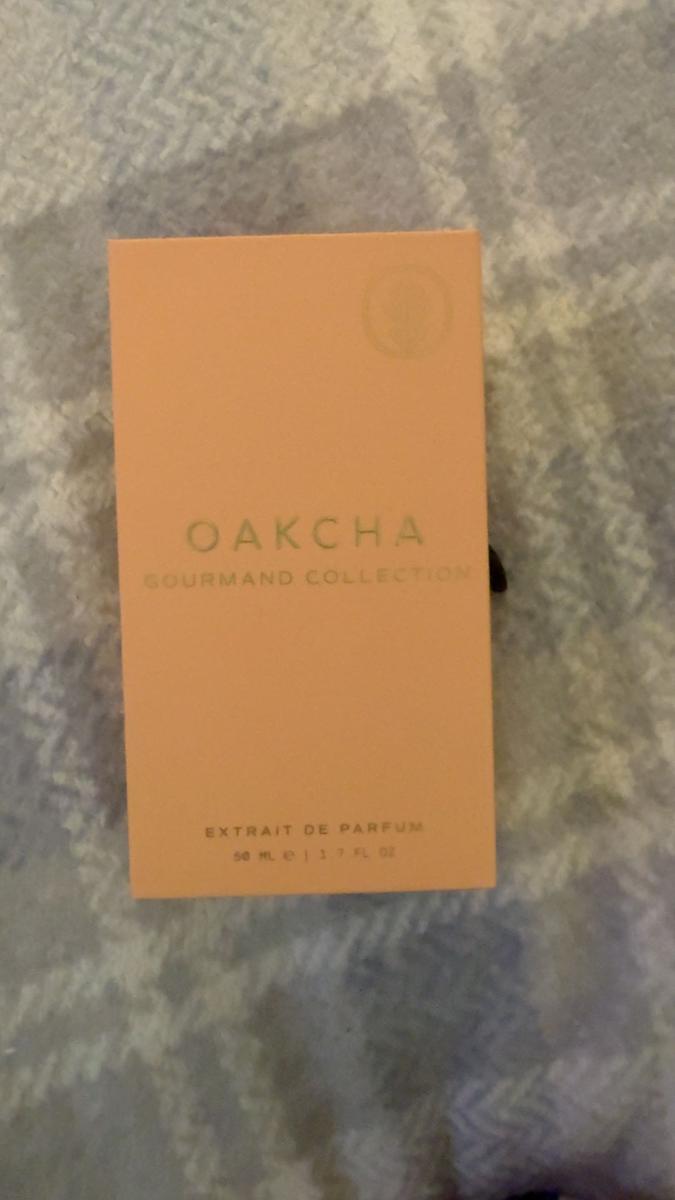 OAKCHA
GOURMAND COLLECTION
EXTRAIT DE PARFUM
50 ML ℮ | 1.7 FL OZ